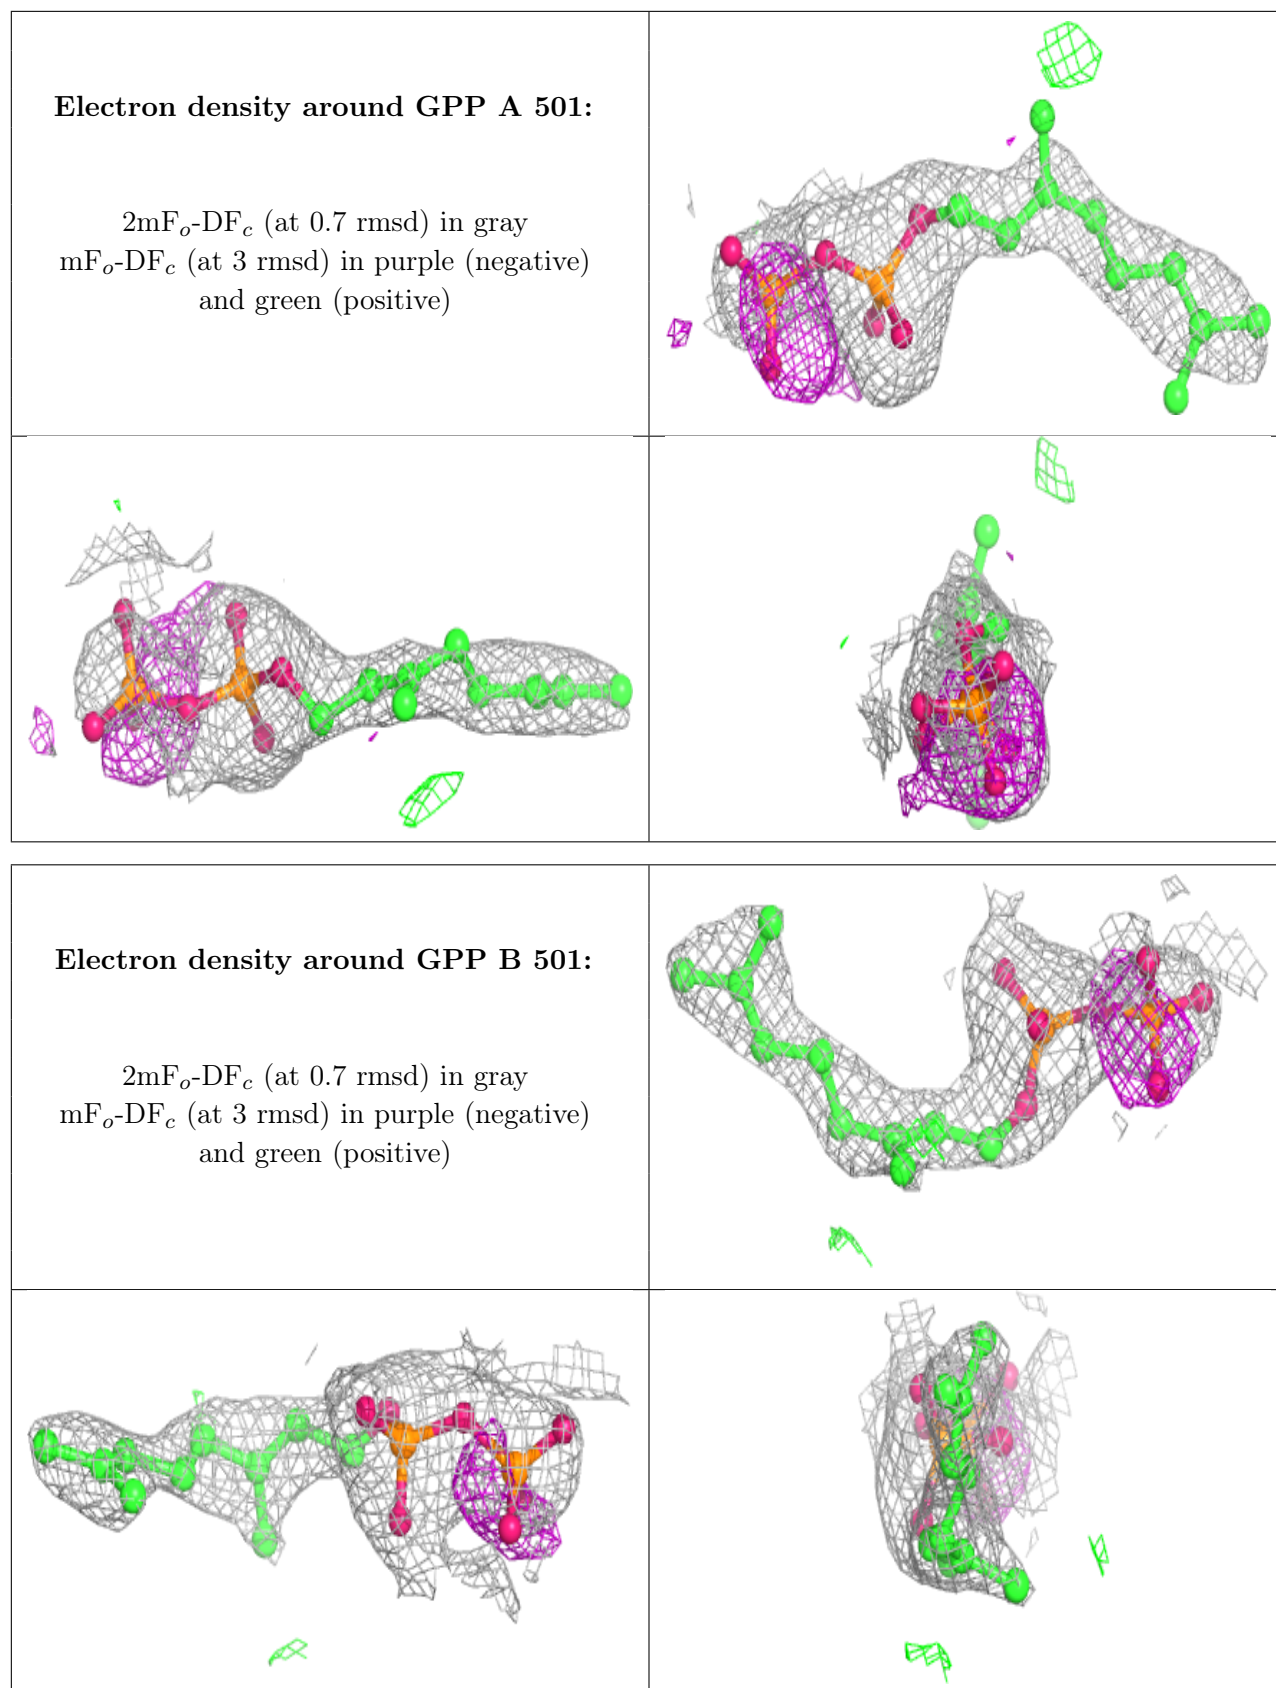 Electron density around GPP A 501:
2mFo-DFc (at 0.7 rmsd) in gray
mFo-DFc (at 3 rmsd) in purple (negative)
and green (positive)
Electron density around GPP B 501:
2mFo-DFc (at 0.7 rmsd) in gray
mFo-DFc (at 3 rmsd) in purple (negative)
and green (positive)